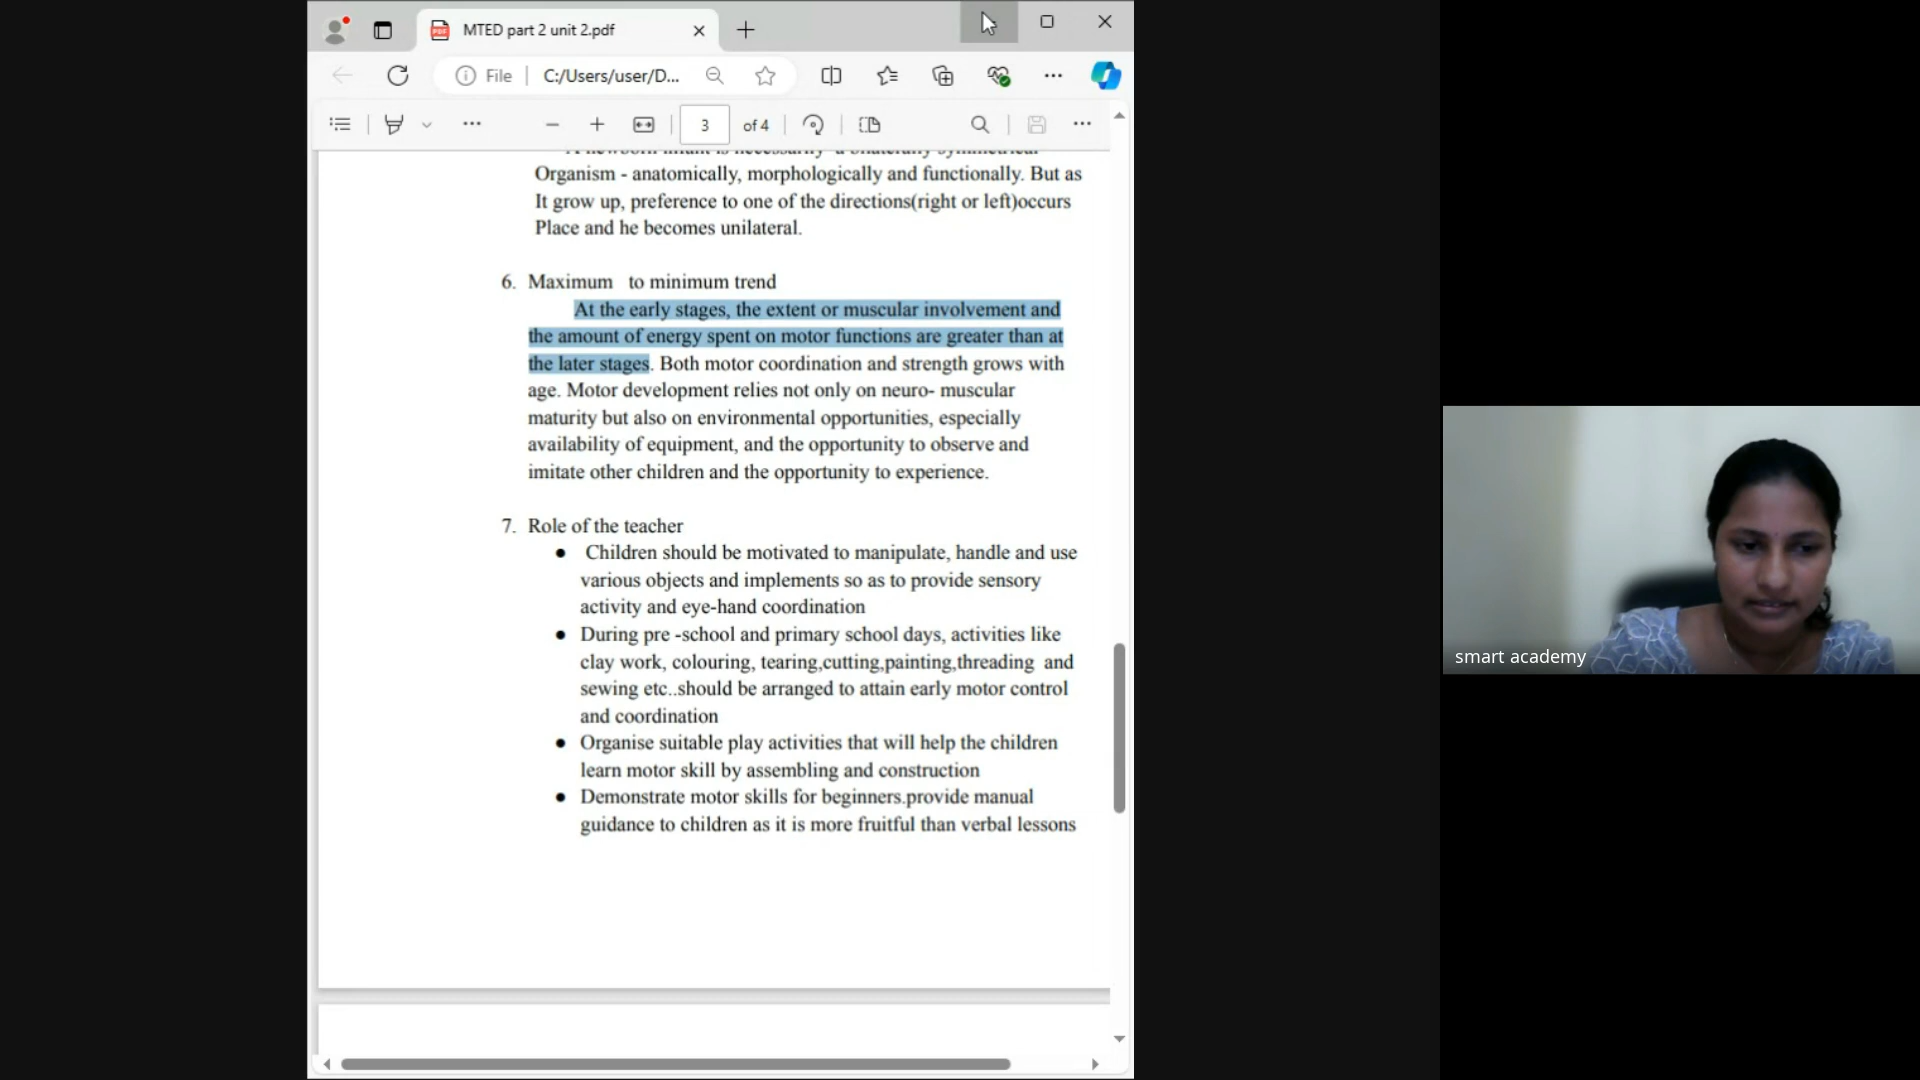 MTED part 2 unit 2.pdf
File
C:/Users/user/D...
3 of 4
Organism - anatomically, morphologically and functionally. But as
It grow up, preference to one of the directions(right or left)occurs
Place and he becomes unilateral.
6. Maximum to minimum trend
At the early stages, the extent or muscular involvement and
the amount of energy spent on motor functions are greater than at
the later stages. Both motor coordination and strength grows with
age. Motor development relies not only on neuro- muscular
maturity but also on environmental opportunities, especially
availability of equipment, and the opportunity to observe and
imitate other children and the opportunity to experience.
7. Role of the teacher
● Children should be motivated to manipulate, handle and use
various objects and implements so as to provide sensory
activity and eye-hand coordination
● During pre -school and primary school days, activities like
clay work, colouring, tearing,cutting,painting,threading and
sewing etc..should be arranged to attain early motor control
and coordination
● Organise suitable play activities that will help the children
learn motor skill by assembling and construction
● Demonstrate motor skills for beginners.provide manual
guidance to children as it is more fruitful than verbal lessons
smart academy